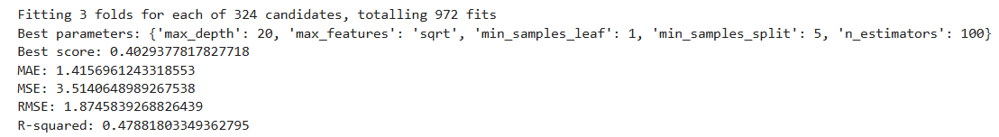 Fitting 3 folds for each of 324 candidates, totalling 972 fits
Best parameters: {'max_depth': 20, 'max_features': 'sqrt', 'min_samples_leaf': 1, 'min_samples_split': 5, 'n_estimators': 100}
Best score: 0.4029377817827718
MAE: 1.4156961243318553
MSE: 3.5140648989267538
RMSE: 1.8745839268826439
R-squared: 0.47881803349362795